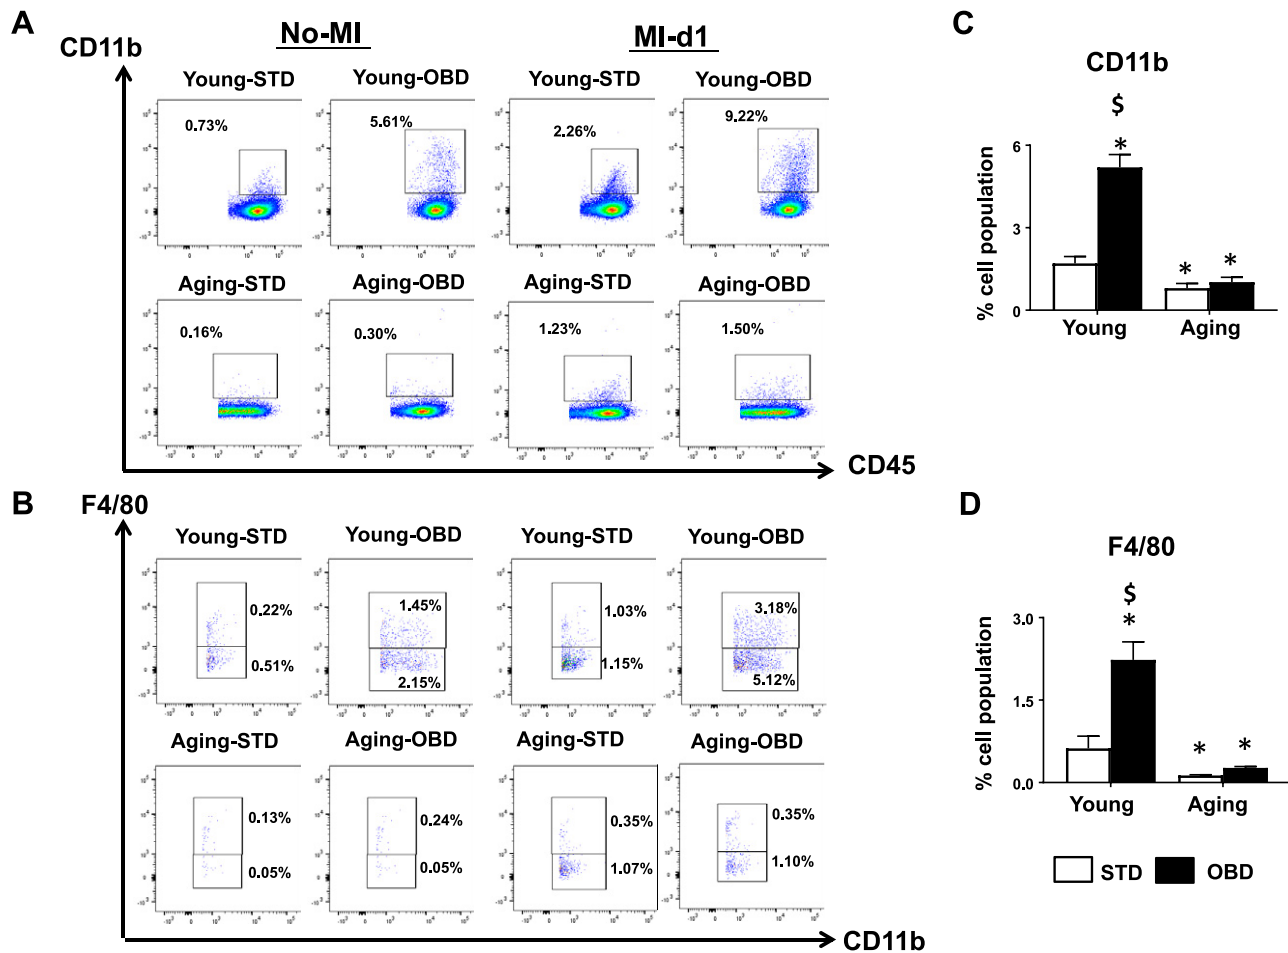 A
CD11b
No-MI
MI-d1
Young-STD
Young-OBD
Young-STD
Young-OBD
0.73%
5.61%
2.26%
9.22%
Aging-STD
Aging-OBD
Aging-STD
Aging-OBD
0.16%
0.30%
1.23%
1.50%
CD45
B
F4/80
Young-STD
Young-OBD
Young-STD
Young-OBD
0.22%
1.45%
1.03%
3.18%
0.51%
2.15%
1.15%
5.12%
Aging-STD
Aging-OBD
Aging-STD
Aging-OBD
0.13%
0.24%
0.35%
0.35%
0.05%
0.05%
1.07%
1.10%
CD11b
C
CD11b
$
*
6
3
0
% cell population
* *
Young Aging
D
F4/80
$
*
3.0
1.5
0.0
% cell population
* *
Young Aging
STD OBD